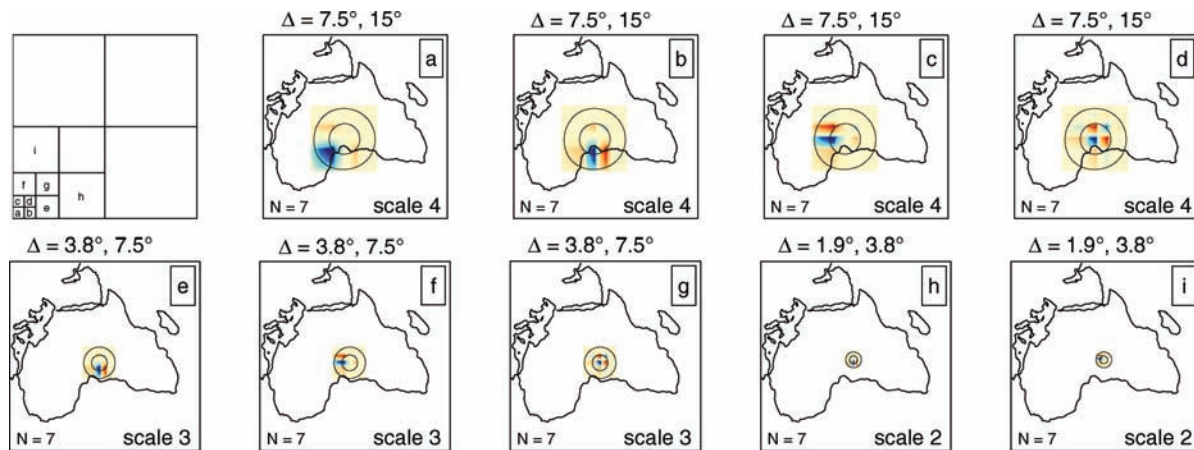 Δ = 7.5°, 15°
Δ = 7.5°, 15°
Δ = 7.5°, 15°
Δ = 7.5°, 15°
i
f
g
h
c
d
e
a
b
a
N = 7
scale 4
b
N = 7
scale 4
c
N = 7
scale 4
d
N = 7
scale 4
Δ = 3.8°, 7.5°
Δ = 3.8°, 7.5°
Δ = 3.8°, 7.5°
Δ = 1.9°, 3.8°
Δ = 1.9°, 3.8°
e
N = 7
scale 3
f
N = 7
scale 3
g
N = 7
scale 3
h
N = 7
scale 2
i
N = 7
scale 2